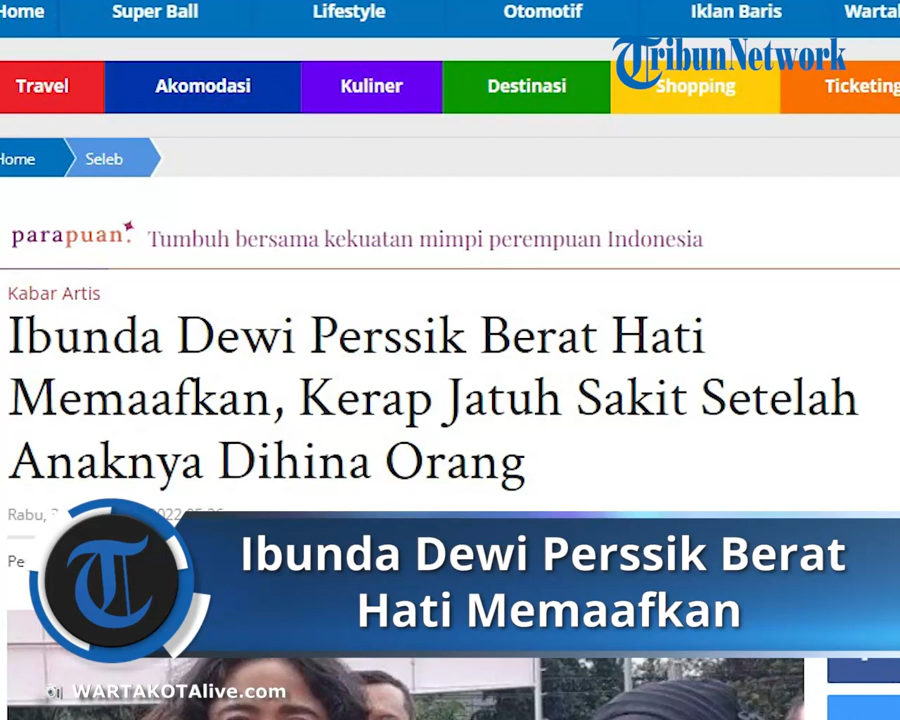 Home Super Ball Lifestyle Otomotif Iklan Baris
TribunNetwork
Travel Akomodasi Kuliner Destinasi Shopping Ticketing
Home Seleb
parapuan. Tumbuh bersama kekuatan mimpi perempuan Indonesia
Kabar Artis
Ibunda Dewi Perssik Berat Hati
Memaafkan, Kerap Jatuh Sakit Setelah
Anaknya Dihina Orang
Rabu,
Ibunda Dewi Perssik Berat
Hati Memaafkan
WARTAKOTAlive.com